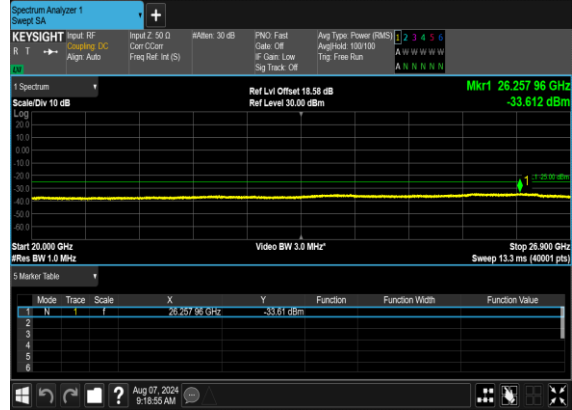 Spectrum Analyzer 1
Swept SA
+
KEYSIGHT Input: RF Input Z: 50 Ω #Atten: 30 dB PNO: Fast Avg Type: Power (RMS) 1 2 3 4 5 6
R T Coupling: DC Corr CCorr Gate: Off Avg|Hold: 100/100 A W W W W W
Align: Auto Freq Ref: Int (S) IF Gain: Low Trig: Free Run
Sig Track: Off A N N N N N
LXI
1 Spectrum
Ref Lvl Offset 18.58 dB Mkr1 26.257 96 GHz
Scale/Div 10 dB Ref Level 30.00 dBm -33.612 dBm
Log
20.0
10.0
0.00
-10.0
-20.0
1 -25.00 dBm
-30.0
-40.0
-50.0
-60.0
Start 20.000 GHz Video BW 3.0 MHz* Stop 26.900 GHz
#Res BW 1.0 MHz Sweep 13.3 ms (40001 pts)
5 Marker Table
Mode Trace Scale X Y Function Function Width Function Value
1 N 1 f 26.257 96 GHz -33.61 dBm
2
3
4
5
6
? Aug 07, 2024
9:18:55 AM